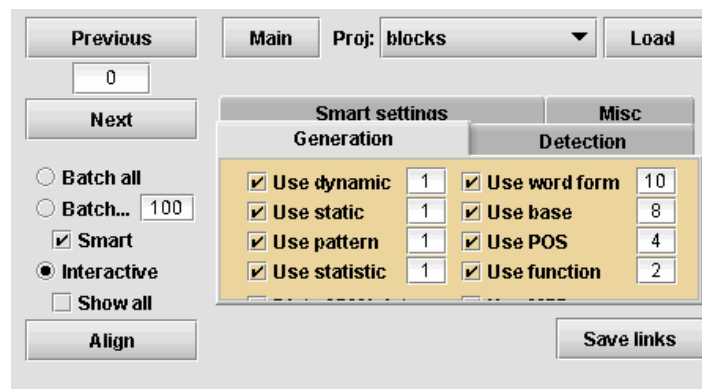 Previous
0
Next
Batch all
Batch... 100
Smart
Interactive
Show all
Align
Main Proj: blocks Load
Smart settings Misc
Generation Detection
Use dynamic 1 Use word form 10
Use static 1 Use base 8
Use pattern 1 Use POS 4
Use statistic 1 Use function 2
Save links